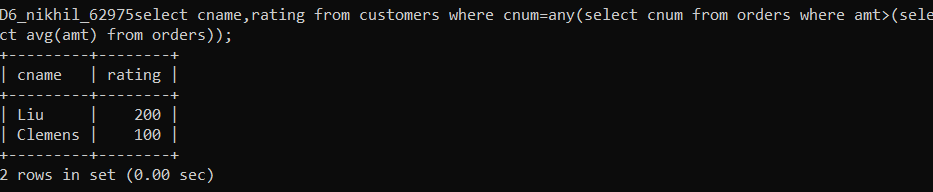 D6_nikhil_62975select cname,rating from customers where cnum=any(select cnum from orders where amt>(sele
ct avg(amt) from orders));
+---------+--------+
| cname   | rating |
+---------+--------+
| Liu     |    200 |
| Clemens |    100 |
+---------+--------+
2 rows in set (0.00 sec)